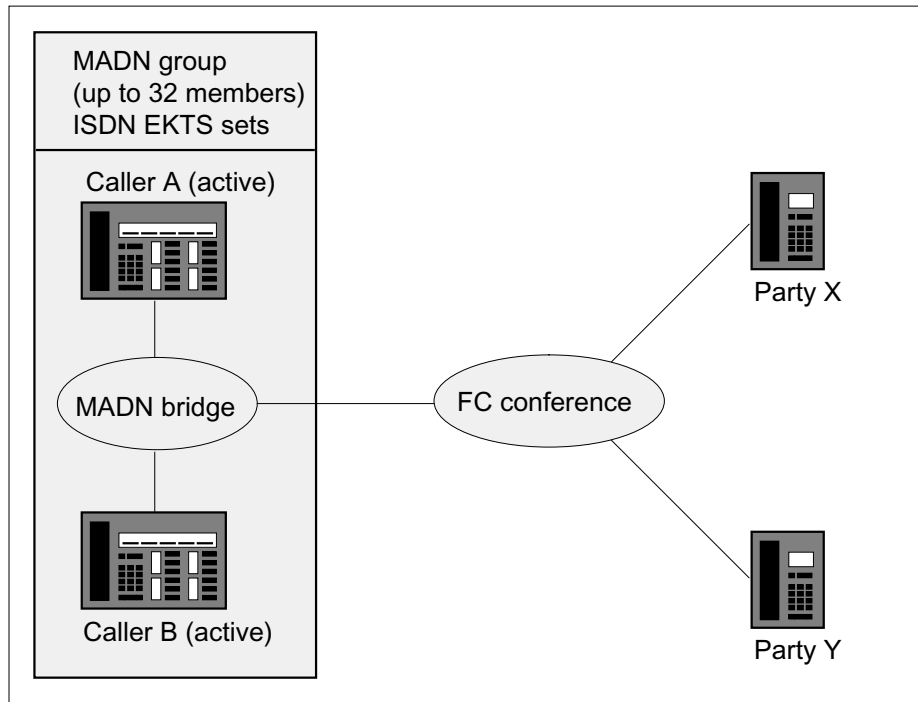 MADN group
(up to 32 members)
ISDN EKTS sets
Caller A (active)
Party X
MADN bridge
FC conference
Caller B (active)
Party Y